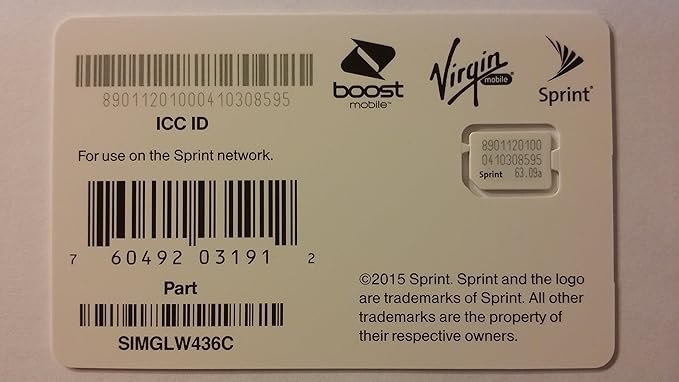 89011201000410308595
ICC ID
For use on the Sprint network.
7 60492 03191 2
Part
SIMGLW436C
boost
mobile™
Virgin
mobile
Sprint
8901120100
0410308595
Sprint 63.09a
©2015 Sprint. Sprint and the logo
are trademarks of Sprint. All other
trademarks are the property of
their respective owners.